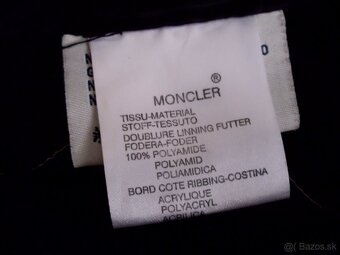 ®
MONCLER
TISSU-MATERIAL
STOFF-TESSUTO
DOUBLURE LINNING FUTTER
FODERA-FODER
100% POLYAMIDE
POLYAMID
POLIAMIDICA
BORD COTE RIBBING-COSTINA
ACRYLIQUE
POLYACRYL
ACRILICA
© Bazos.sk